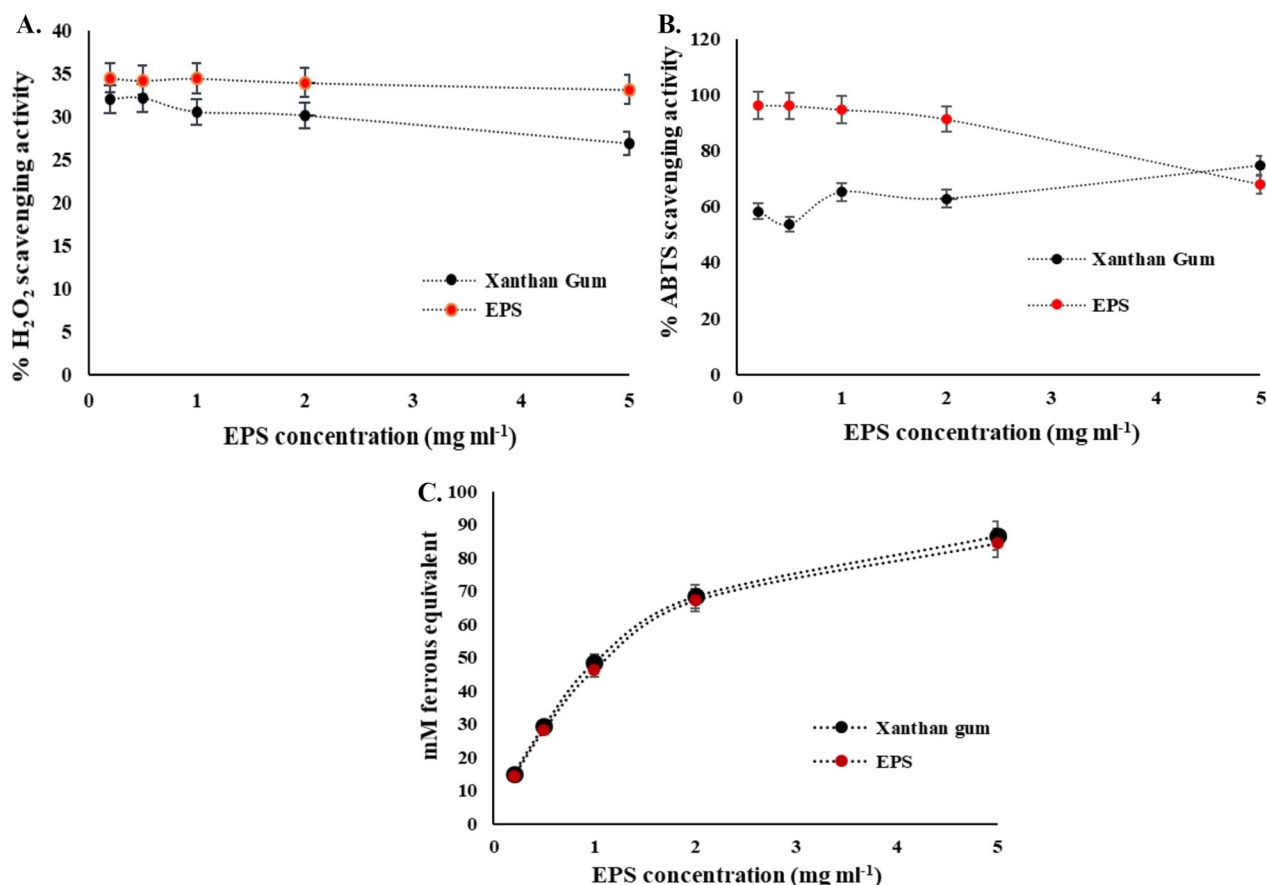 A.
% H₂O₂ scavenging activity
40
35
30
25
20
15
10
5
0
0 1 2 3 4 5
EPS concentration (mg ml⁻¹)
Xanthan Gum
EPS
B.
% ABTS scavenging activity
120
100
80
60
40
20
0
0 1 2 3 4 5
EPS concentration (mg ml⁻¹)
Xanthan Gum
EPS
C.
mM ferrous equivalent
100
90
80
70
60
50
40
30
20
10
0
0 1 2 3 4 5
EPS concentration (mg ml⁻¹)
Xanthan gum
EPS